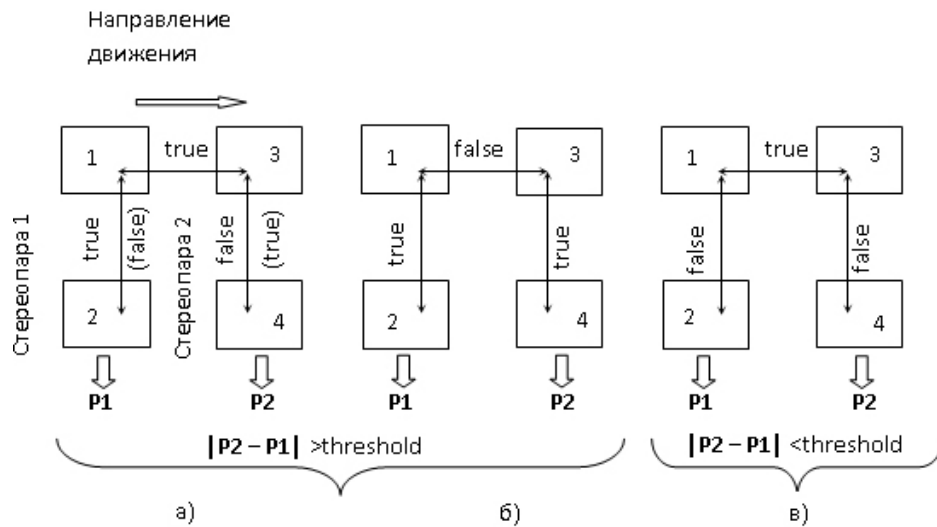 Направление
движения
1
true
3
1
false
3
1
true
3
Стереопара 1
true
(false)
Стереопара 2
false
(true)
true
true
false
false
2
4
2
4
2
4
P1
P2
P1
P2
P1
P2
|P2 – P1| >threshold
|P2 – P1| <threshold
а)
б)
в)